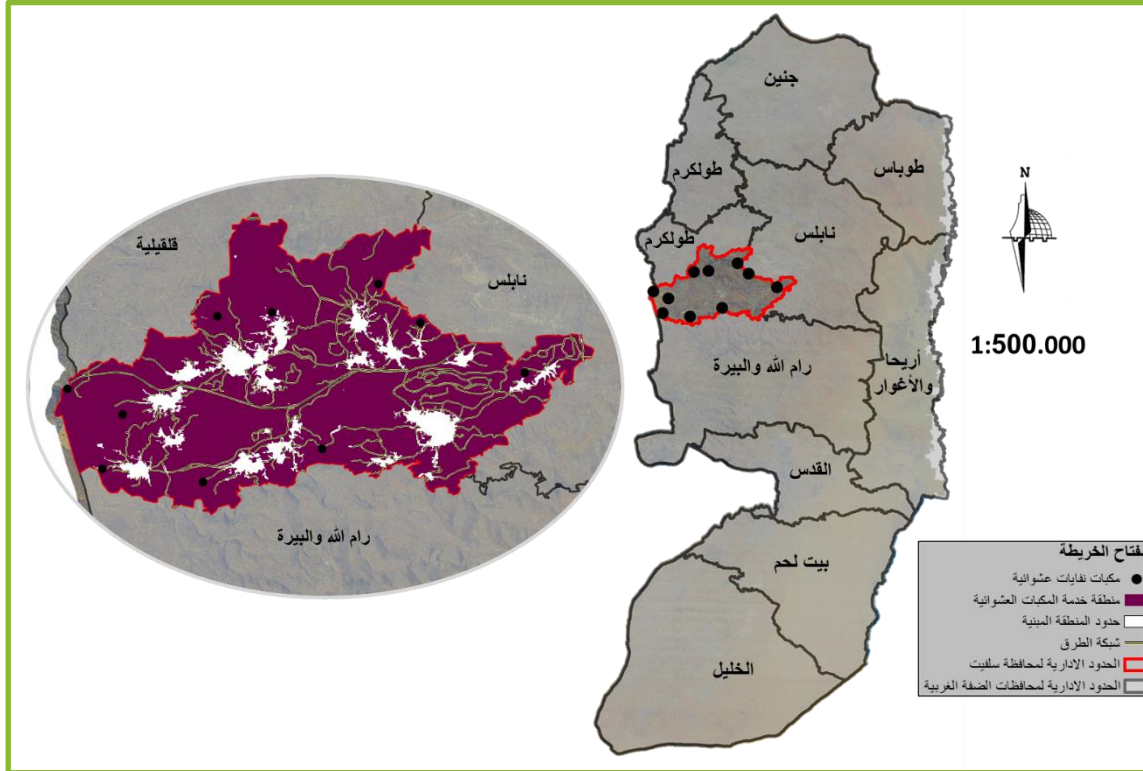 جنين
طوباس
طولكرم
نابلس
طولكرم
رام الله والبيرة
أريحا
والأغوار
القدس
بيت لحم
الخليل
قلقيلية
نابلس
رام الله والبيرة
N
1:500.000
مفتاح الخريطة
مكبات نفايات عشوائية
منطقة خدمة المكبات العشوائية
حدود المنطقة المبنية
شبكة الطرق
الحدود الادارية لمحافظة سلفيت
الحدود الادارية لمحافظات الضفة الغربية